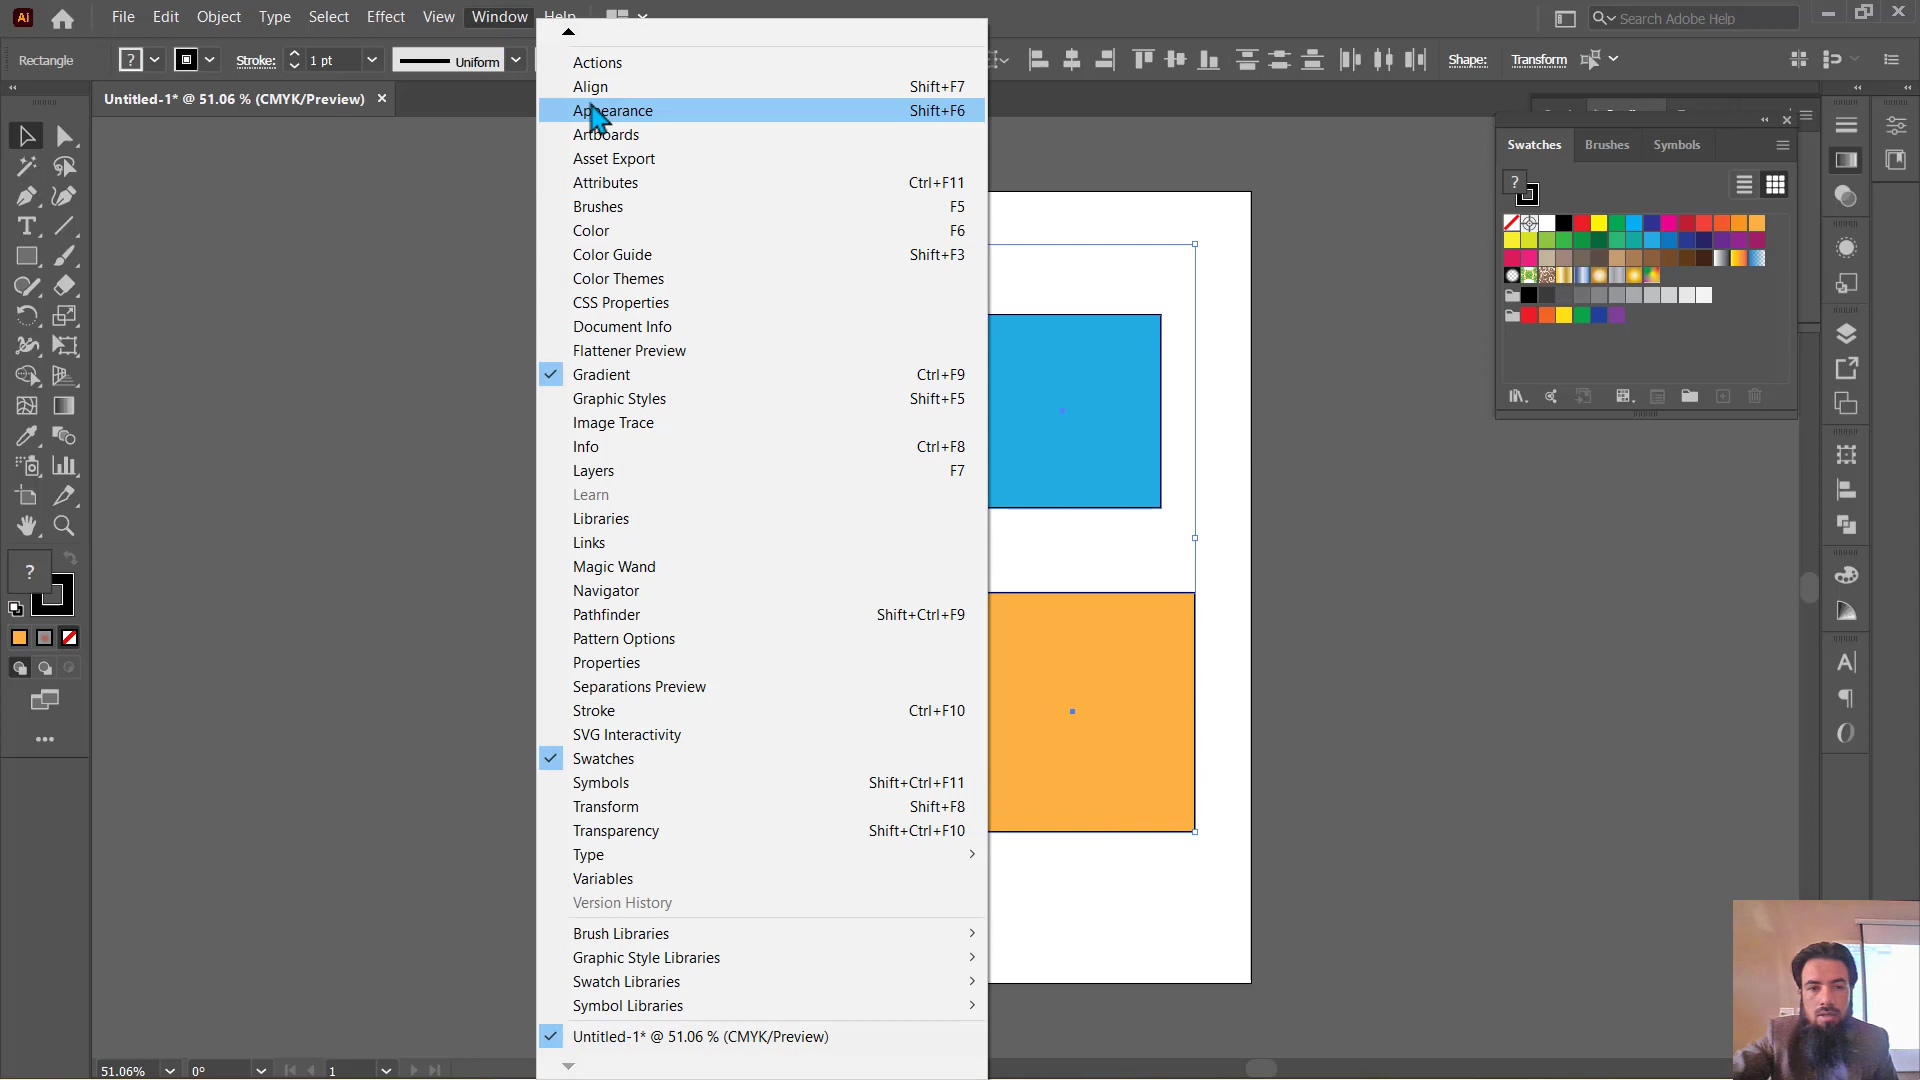 Ai File Edit Object Type Select Effect View Window Help
Search Adobe Help
Rectangle ? Stroke: 1 pt Uniform Shape: Transform
Untitled-1* @ 51.06 % (CMYK/Preview)
Actions
Align Shift+F7
Appearance Shift+F6
Artboards
Asset Export
Attributes Ctrl+F11
Brushes F5
Color F6
Color Guide Shift+F3
Color Themes
CSS Properties
Document Info
Flattener Preview
Gradient Ctrl+F9
Graphic Styles Shift+F5
Image Trace
Info Ctrl+F8
Layers F7
Learn
Libraries
Links
Magic Wand
Navigator
Pathfinder Shift+Ctrl+F9
Pattern Options
Properties
Separations Preview
Stroke Ctrl+F10
SVG Interactivity
Swatches
Symbols Shift+Ctrl+F11
Transform Shift+F8
Transparency Shift+Ctrl+F10
Type
Variables
Version History
Brush Libraries
Graphic Style Libraries
Swatch Libraries
Symbol Libraries
Untitled-1* @ 51.06 % (CMYK/Preview)
Swatches Brushes Symbols
?
?
51.06% 0° 1